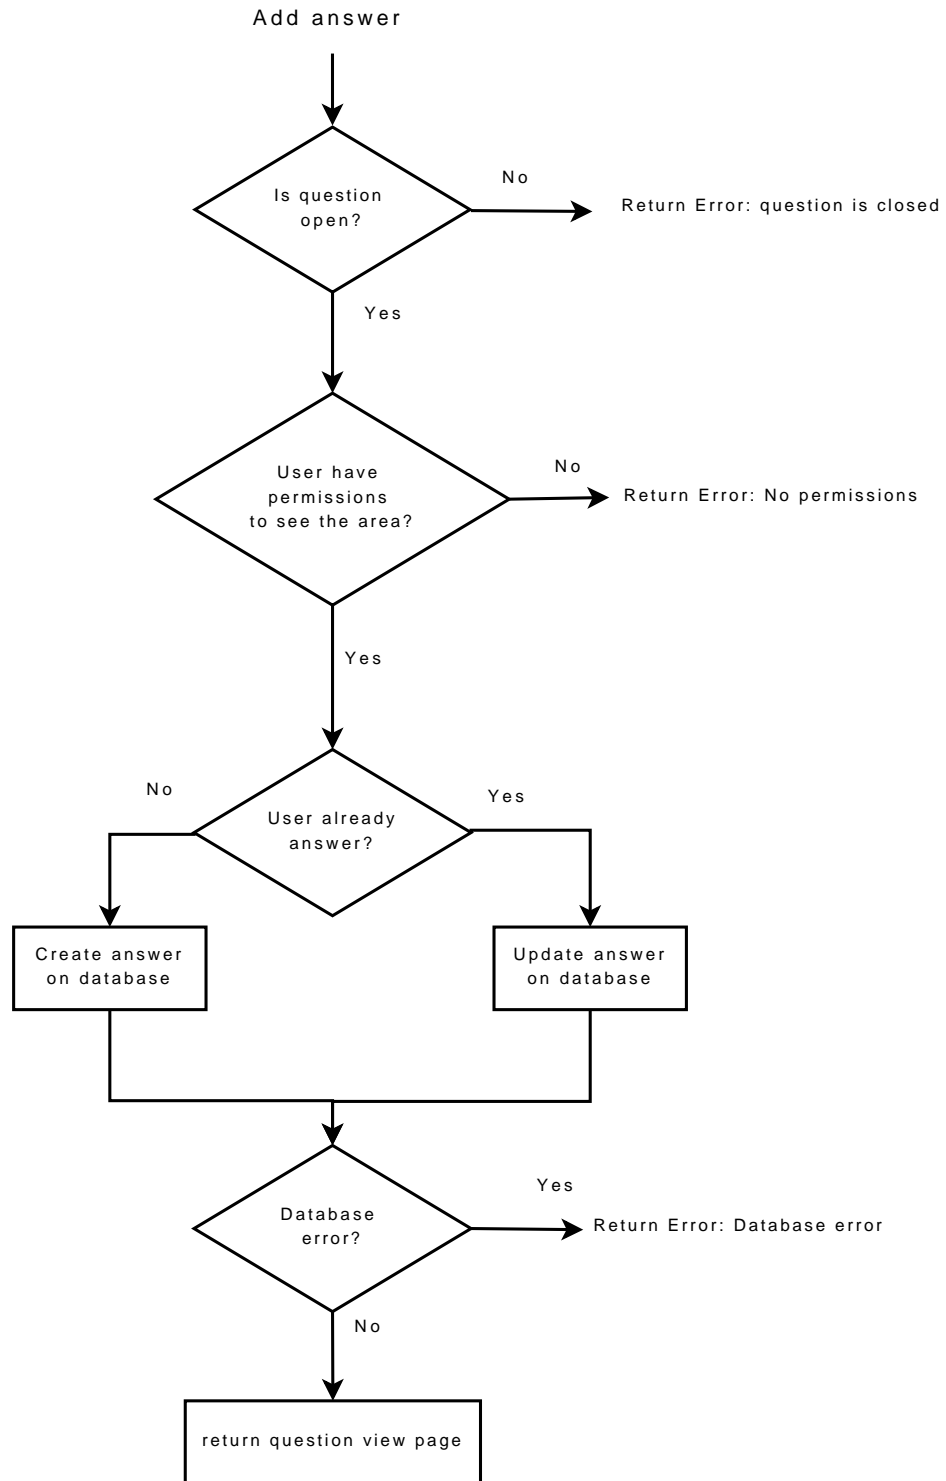 Add answer
Is question
open?
No
Return Error: question is closed
Yes
User have
permissions
to see the area?
No
Return Error: No permissions
Yes
No
User already
answer?
Yes
Create answer
on database
Update answer
on database
Database
error?
Yes
Return Error: Database error
No
return question view page